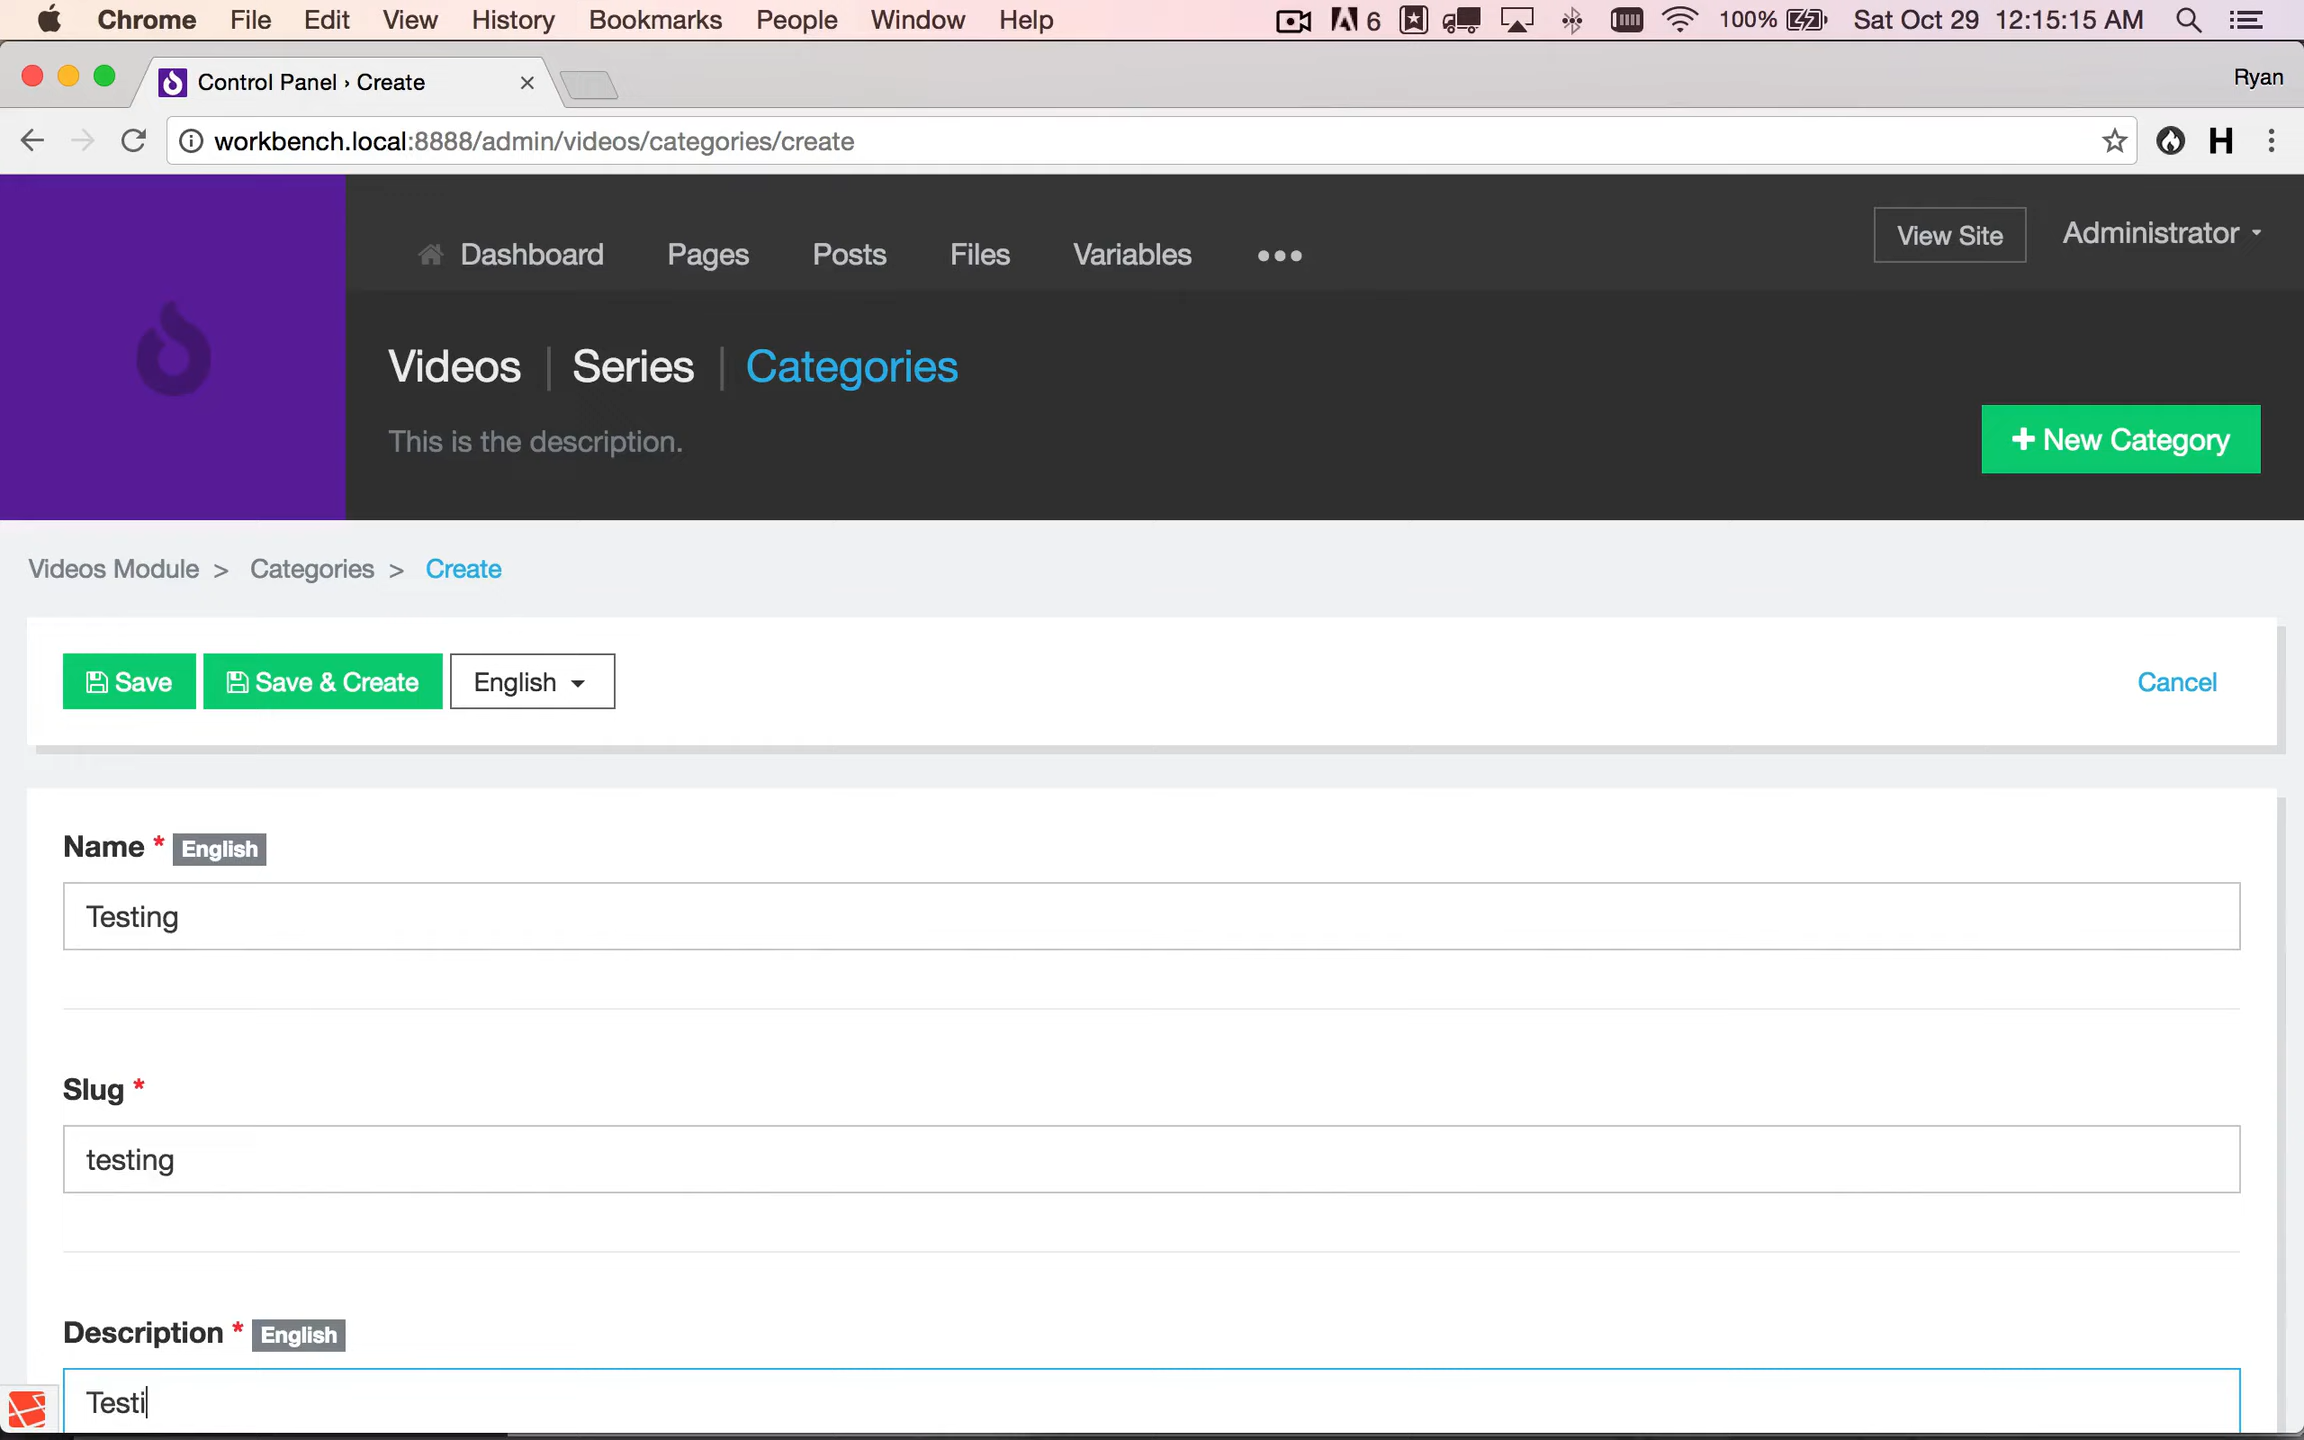 Chrome File Edit View History Bookmarks People Window Help 6 100% Sat Oct 29 12:15:15 AM
Control Panel › Create Ryan
workbench.local:8888/admin/videos/categories/create H
Dashboard Pages Posts Files Variables View Site Administrator
Videos | Series | Categories
This is the description.
New Category
Videos Module > Categories > Create
Save Save & Create English Cancel
Name * English
Testing
Slug *
testing
Description * English
Testi